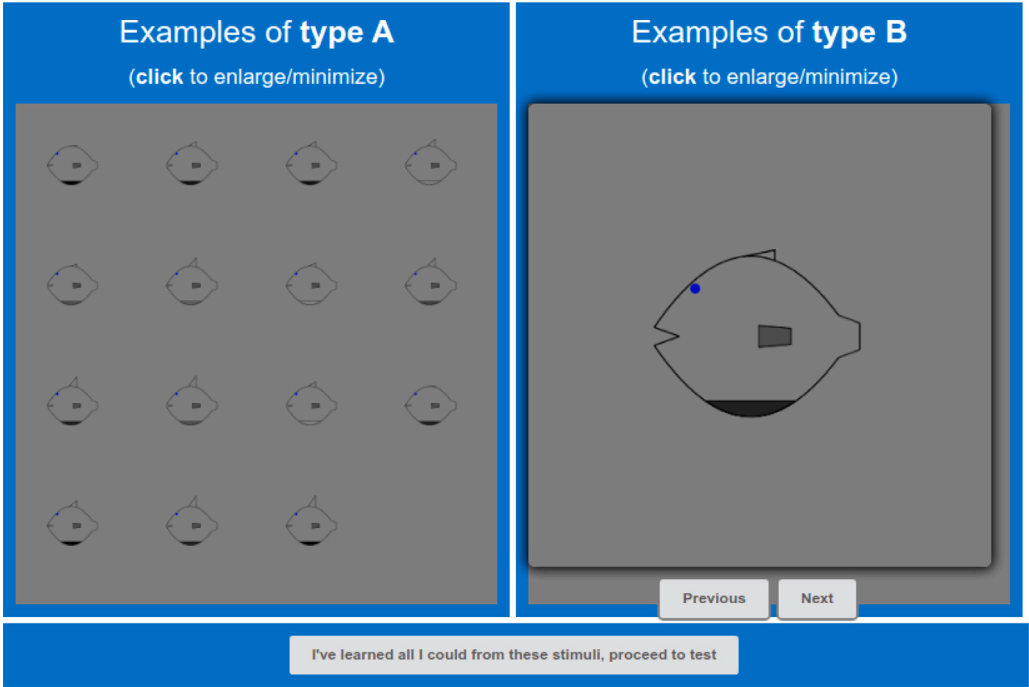 Examples of type A
(click to enlarge/minimize)
Examples of type B
(click to enlarge/minimize)
Previous
Next
I've learned all I could from these stimuli, proceed to test